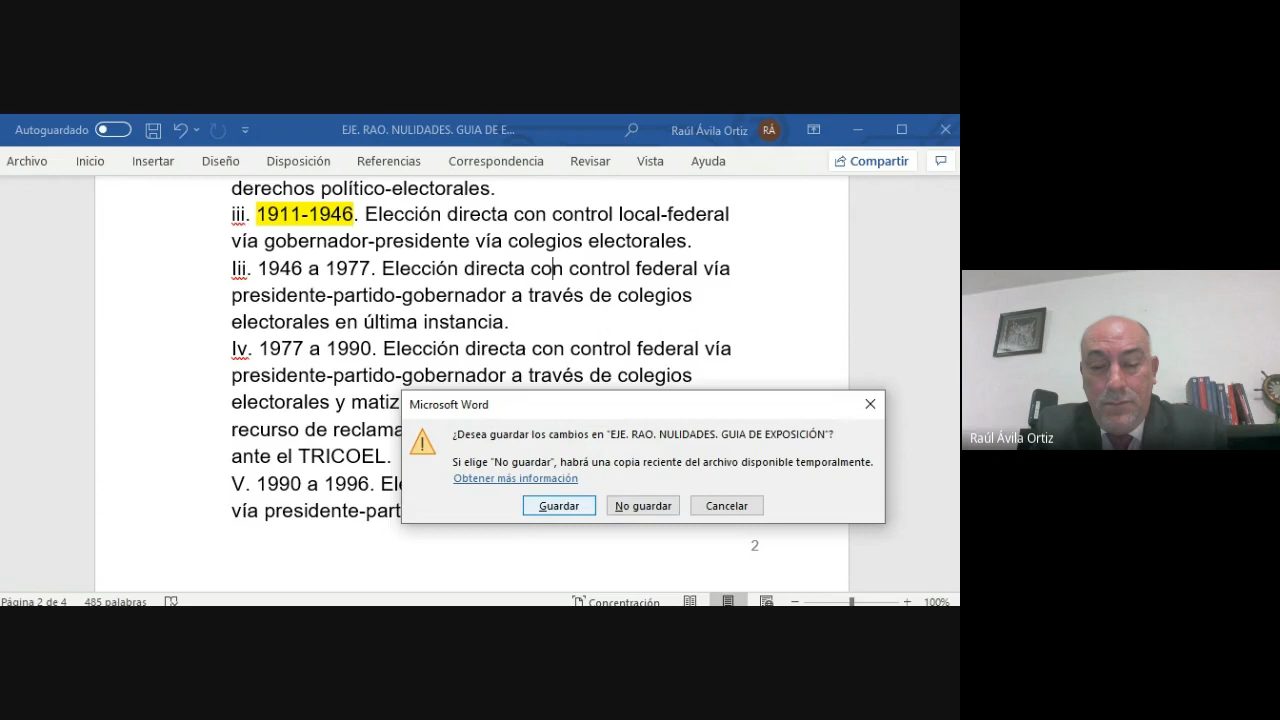 Autoguardado EJE. RAO. NULIDADES. GUIA DE E... Raúl Ávila Ortiz RÁ
Archivo Inicio Insertar Diseño Disposición Referencias Correspondencia Revisar Vista Ayuda Compartir
derechos político-electorales.
iii. 1911-1946. Elección directa con control local-federal
vía gobernador-presidente vía colegios electorales.
Iii. 1946 a 1977. Elección directa con control federal vía
presidente-partido-gobernador a través de colegios
electorales en última instancia.
Iv. 1977 a 1990. Elección directa con control federal vía
presidente-partido-gobernador a través de colegios
electorales y matiz
recurso de reclama
ante el TRICOEL.
V. 1990 a 1996. El
vía presidente-part
Microsoft Word
¿Desea guardar los cambios en "EJE. RAO. NULIDADES. GUIA DE EXPOSICIÓN"?
Si elige "No guardar", habrá una copia reciente del archivo disponible temporalmente.
Obtener más información
Guardar No guardar Cancelar
2
Página 2 de 4 485 palabras Concentración 100%
Raúl Ávila Ortiz